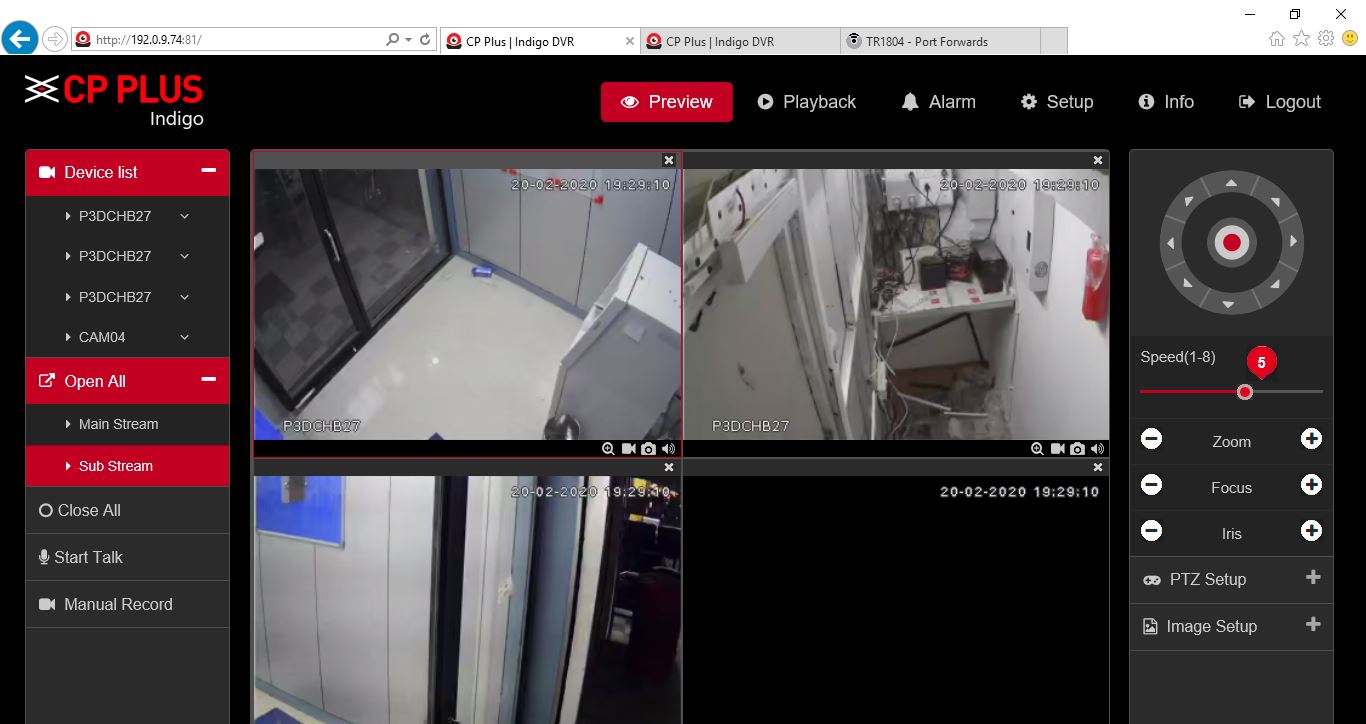 http://192.0.9.74:81/
CP Plus | Indigo DVR
CP Plus | Indigo DVR
TR1804 - Port Forwards
CP PLUS
Indigo
Preview
Playback
Alarm
Setup
Info
Logout
Device list
P3DCHB27
P3DCHB27
P3DCHB27
CAM04
Open All
Main Stream
Sub Stream
Close All
Start Talk
Manual Record
20-02-2020 19:29:10
P3DCHB27
20-02-2020 19:29:10
P3DCHB27
20-02-2020 19:29:10
20-02-2020 19:29:10
Speed(1-8)
5
Zoom
Focus
Iris
PTZ Setup
Image Setup